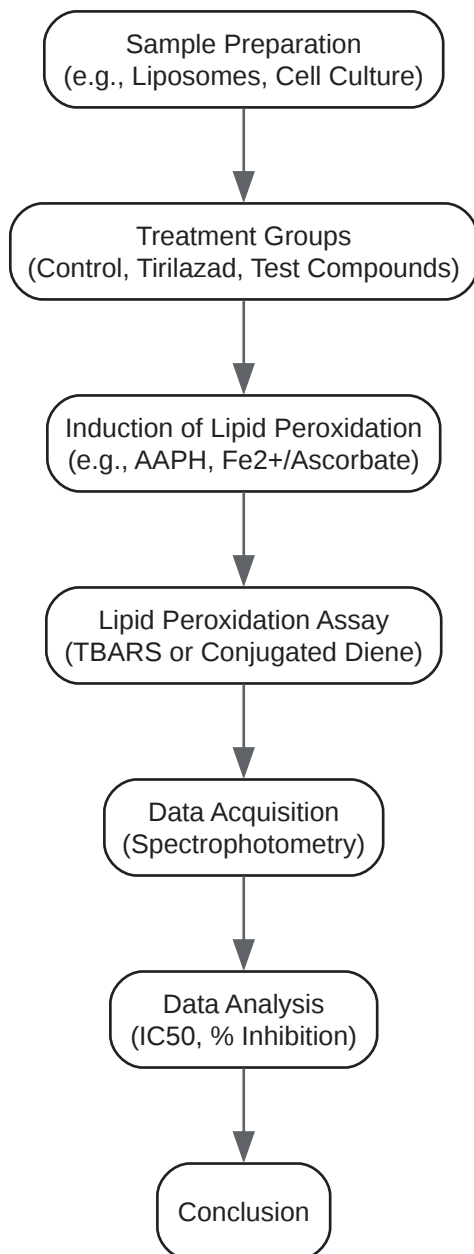 Sample Preparation
(e.g., Liposomes, Cell Culture)
Treatment Groups
(Control, Tirilazad, Test Compounds)
Induction of Lipid Peroxidation
(e.g., AAPH, Fe2+/Ascorbate)
Lipid Peroxidation Assay
(TBARS or Conjugated Diene)
Data Acquisition
(Spectrophotometry)
Data Analysis
(IC50, % Inhibition)
Conclusion